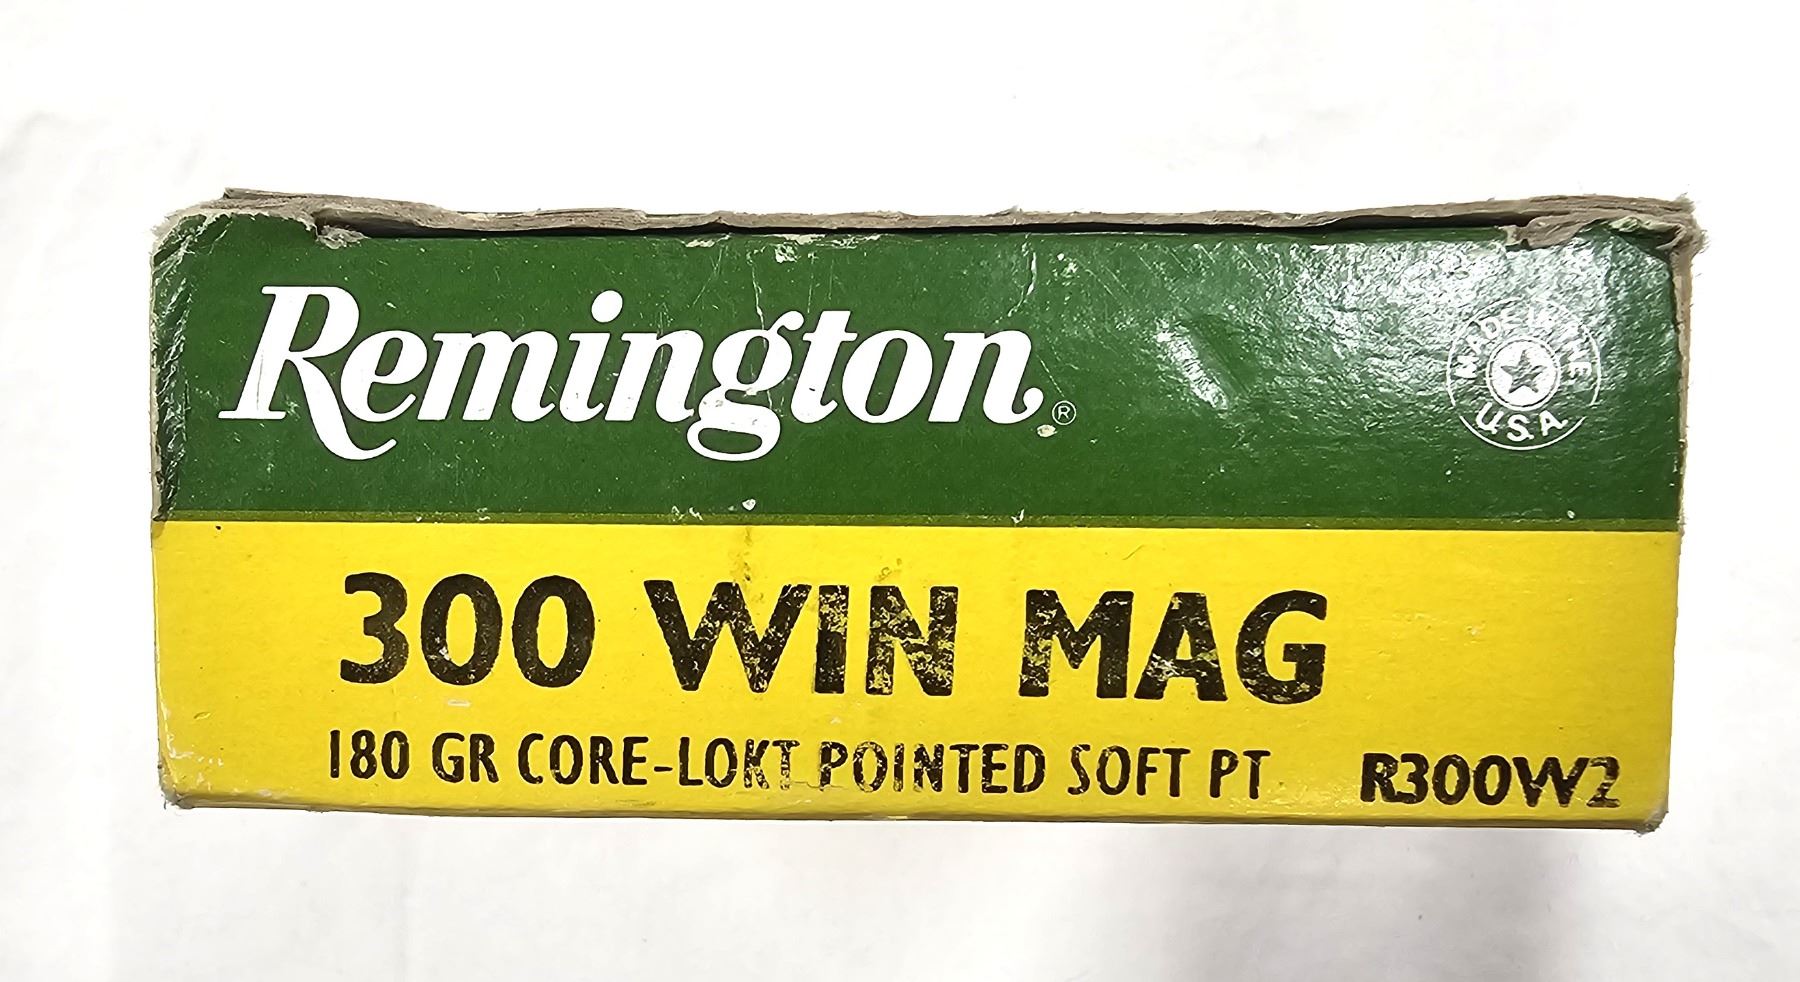 Remington®
MADE IN THE
U.S.A.
300 WIN MAG
180 GR CORE-LOKT POINTED SOFT PT R300W2